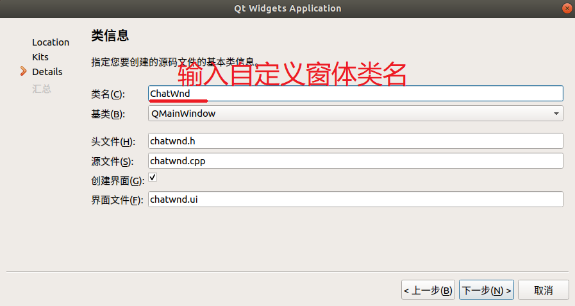 Qt Widgets Application
Location
Kits
Details
汇总
类信息
指定您要创建的源码文件的基本类信息。
输入自定义窗体类名
类名(C): ChatWnd
基类(B): QMainWindow
头文件(H): chatwnd.h
源文件(S): chatwnd.cpp
创建界面(G):
界面文件(F): chatwnd.ui
< 上一步(B) 下一步(N) > 取消